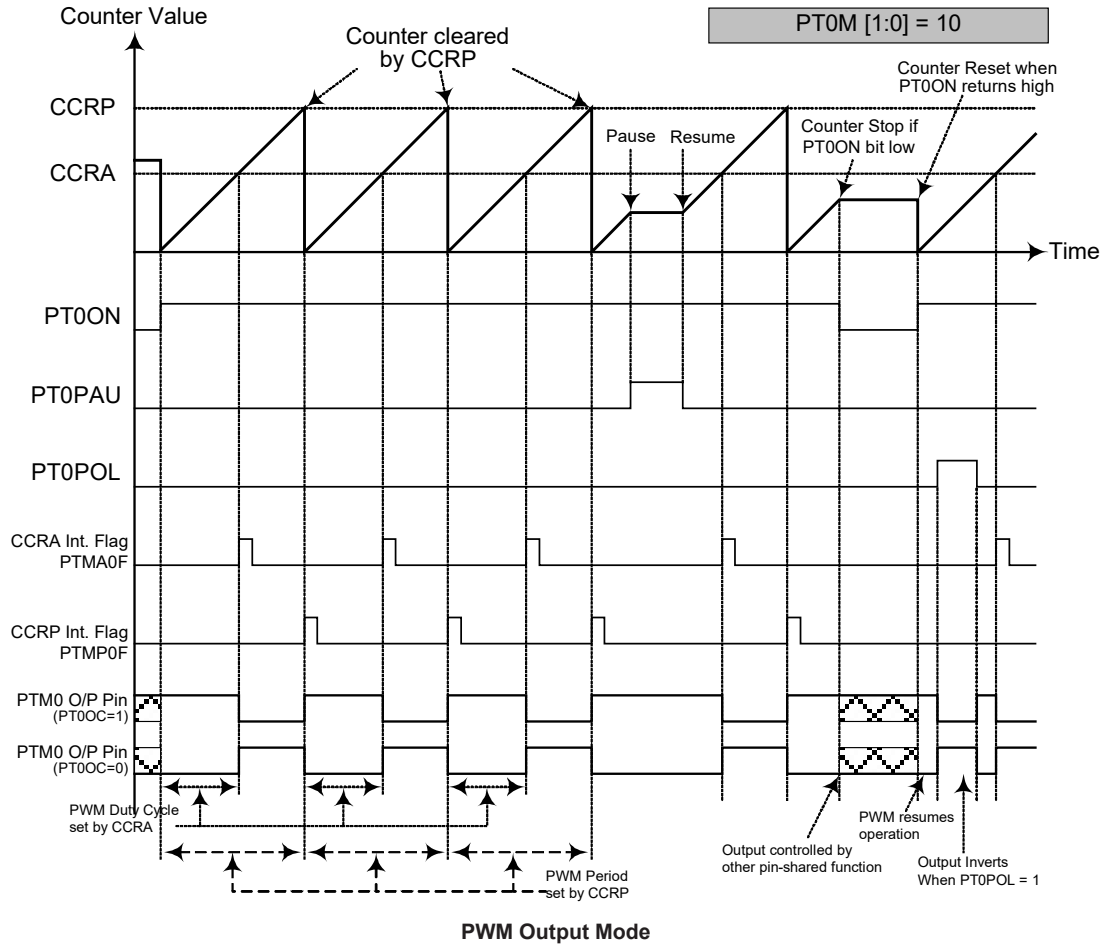 Counter Value
PT0M [1:0] = 10
Counter cleared
by CCRP
Counter Reset when
PT0ON returns high
CCRP
Pause
Resume
Counter Stop if
PT0ON bit low
CCRA
Time
PT0ON
PT0PAU
PT0POL
CCRA Int. Flag
PTMA0F
CCRP Int. Flag
PTMP0F
PTM0 O/P Pin
(PT0OC=1)
PTM0 O/P Pin
(PT0OC=0)
PWM Duty Cycle
set by CCRA
PWM resumes
operation
Output controlled by
other pin-shared function
Output Inverts
When PT0POL = 1
PWM Period
set by CCRP
PWM Output Mode